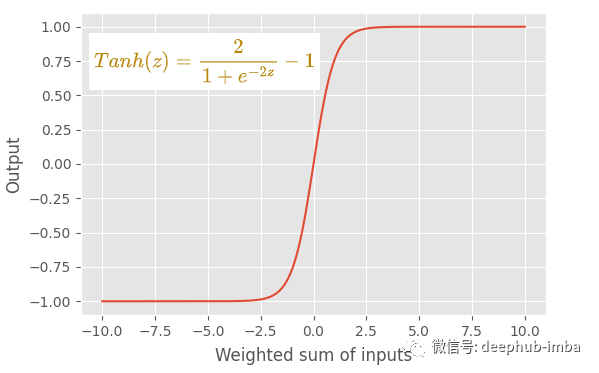 1.00
Tanh(z) = \frac{2}{1 + e^{-2z}} - 1
0.75
0.50
0.25
0.00
Output
−0.25
−0.50
−0.75
−1.00
−10.0 −7.5 −5.0 −2.5 0.0 2.5 5.0 7.5 10.0
Weighted sum of inputs
微信号: deephub-imba